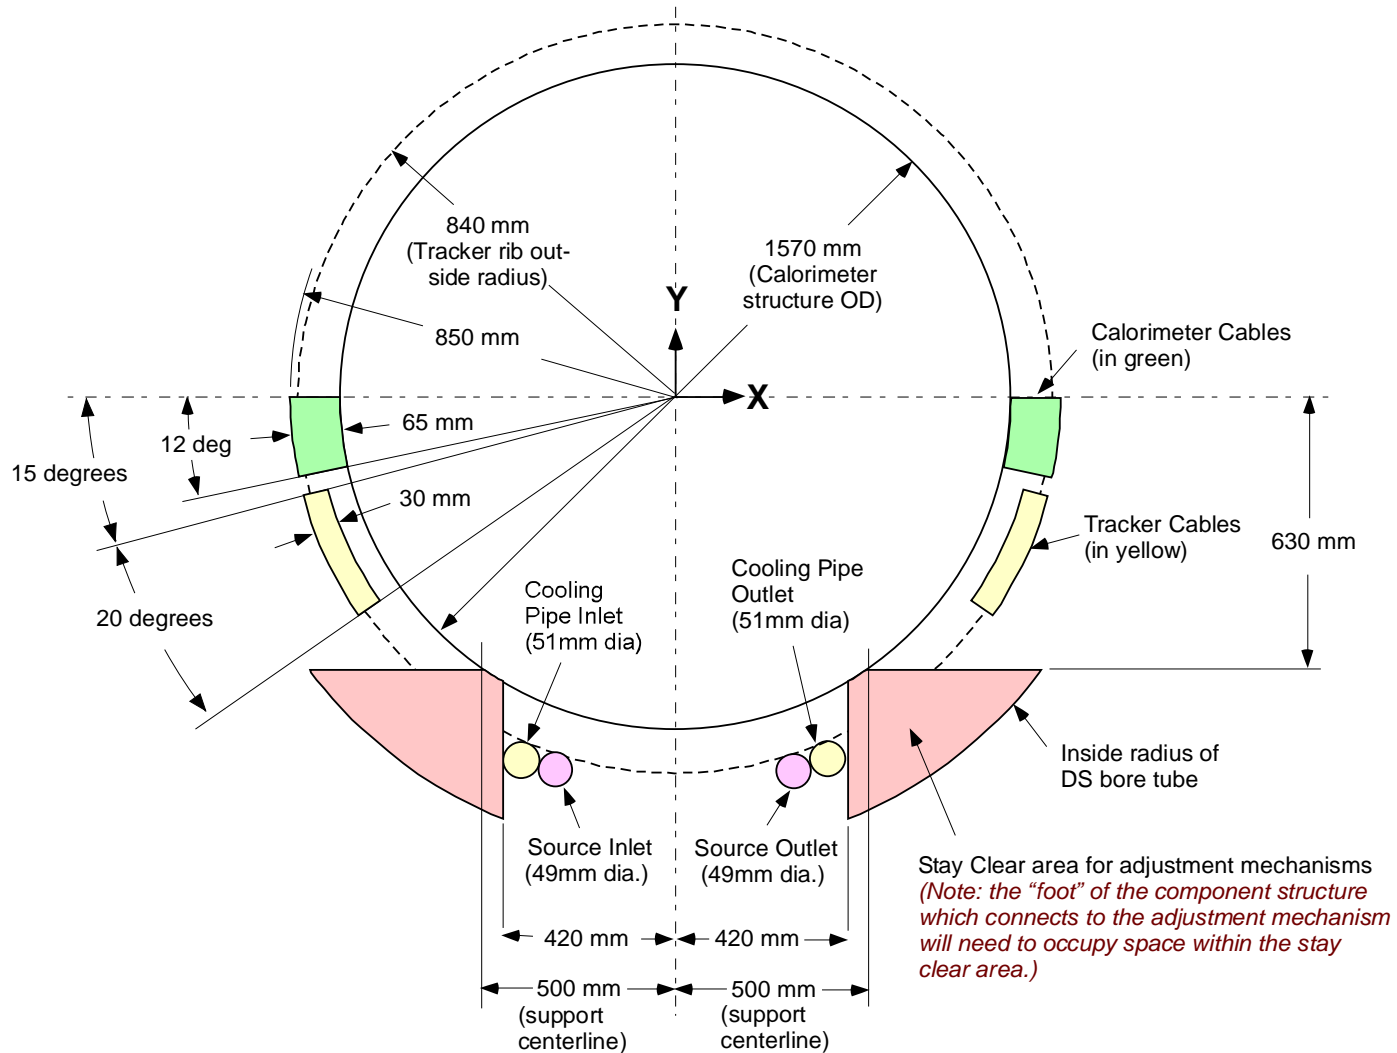 840 mm
(Tracker rib out-
side radius)
1570 mm
(Calorimeter
structure OD)
Y
850 mm
Calorimeter Cables
(in green)
X
65 mm
12 deg
15 degrees
30 mm
Tracker Cables
(in yellow)
630 mm
Cooling Pipe
Outlet
(51mm dia)
Cooling
Pipe Inlet
(51mm dia)
20 degrees
Inside radius of
DS bore tube
Source Inlet
(49mm dia.)
Source Outlet
(49mm dia.)
Stay Clear area for adjustment mechanisms
(Note: the “foot” of the component structure
which connects to the adjustment mechanism
will need to occupy space within the stay
clear area.)
420 mm
420 mm
500 mm
(support
centerline)
500 mm
(support
centerline)